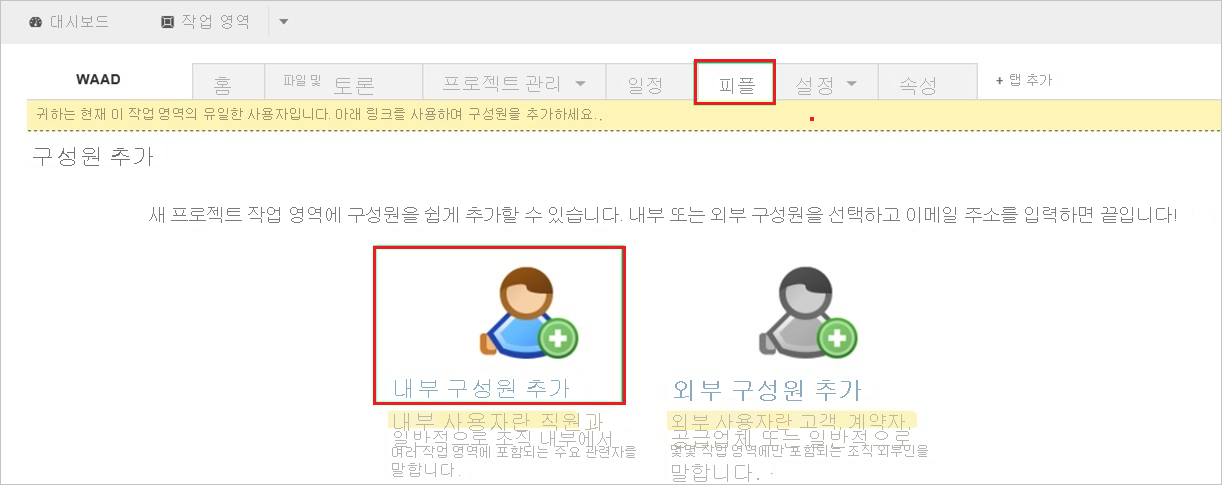 대시보드 작업 영역
WAAD 홈 파일 및 토론 프로젝트 관리 일정 피플 설정 속성 + 탭 추가
귀하는 현재 이 작업 영역의 유일한 사용자입니다. 아래 링크를 사용하여 구성원을 추가하세요..
구성원 추가
새 프로젝트 작업 영역에 구성원을 쉽게 추가할 수 있습니다. 내부 또는 외부 구성원을 선택하고 이메일 주소를 입력하면 끝입니다!
내부 구성원 추가
내부 사용자란 직원과
일반적으로 조직 내부에서
여러 작업 영역에 포함되는 주요 관련자를
말합니다.
외부 구성원 추가
외부 사용자란 고객, 계약자,
공급업체 또는 일반적으로
몇몇 작업 영역에만 포함되는 조직 외부인을
말합니다.